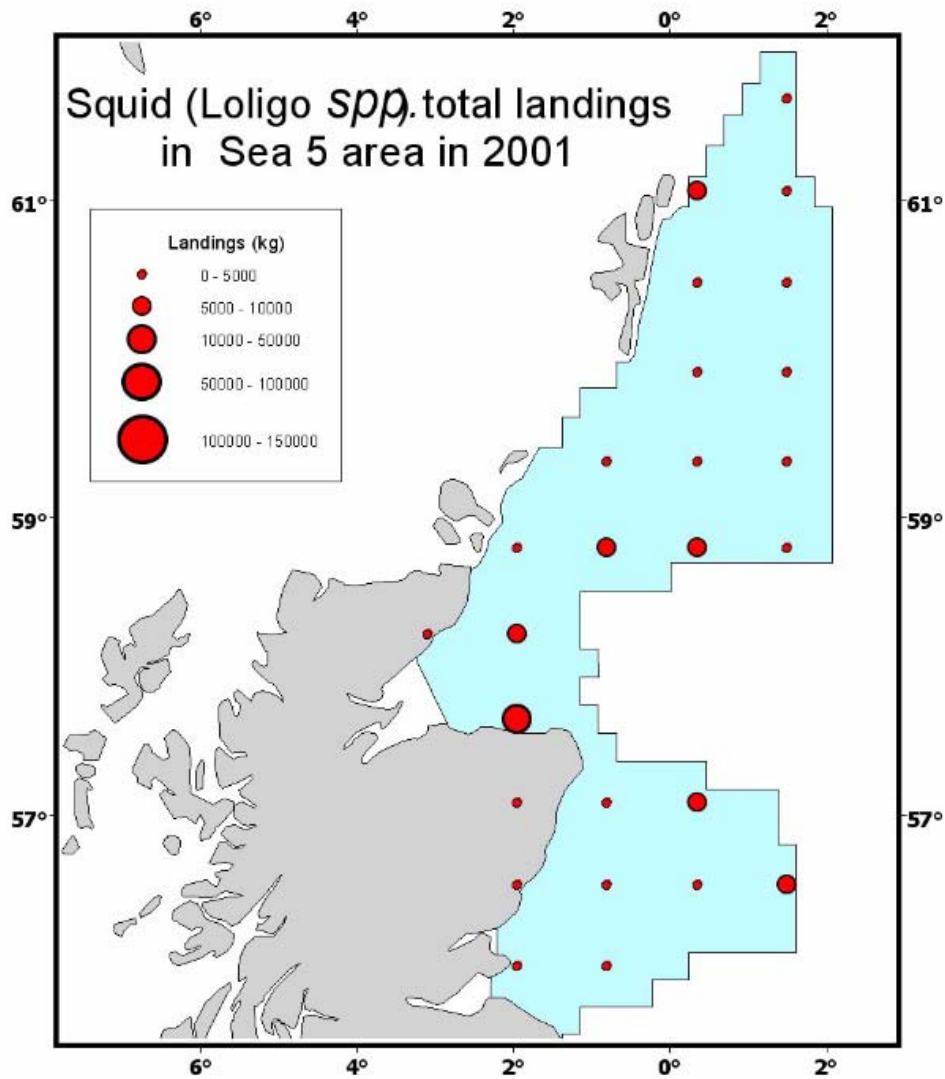 6° 4° 2° 0° 2°
Squid (Loligo spp). total landings
in Sea 5 area in 2001
61° 61°
Landings (kg)
0 - 5000
5000 - 10000
10000 - 50000
50000 - 100000
100000 - 150000
59° 59°
57° 57°
6° 4° 2° 0° 2°